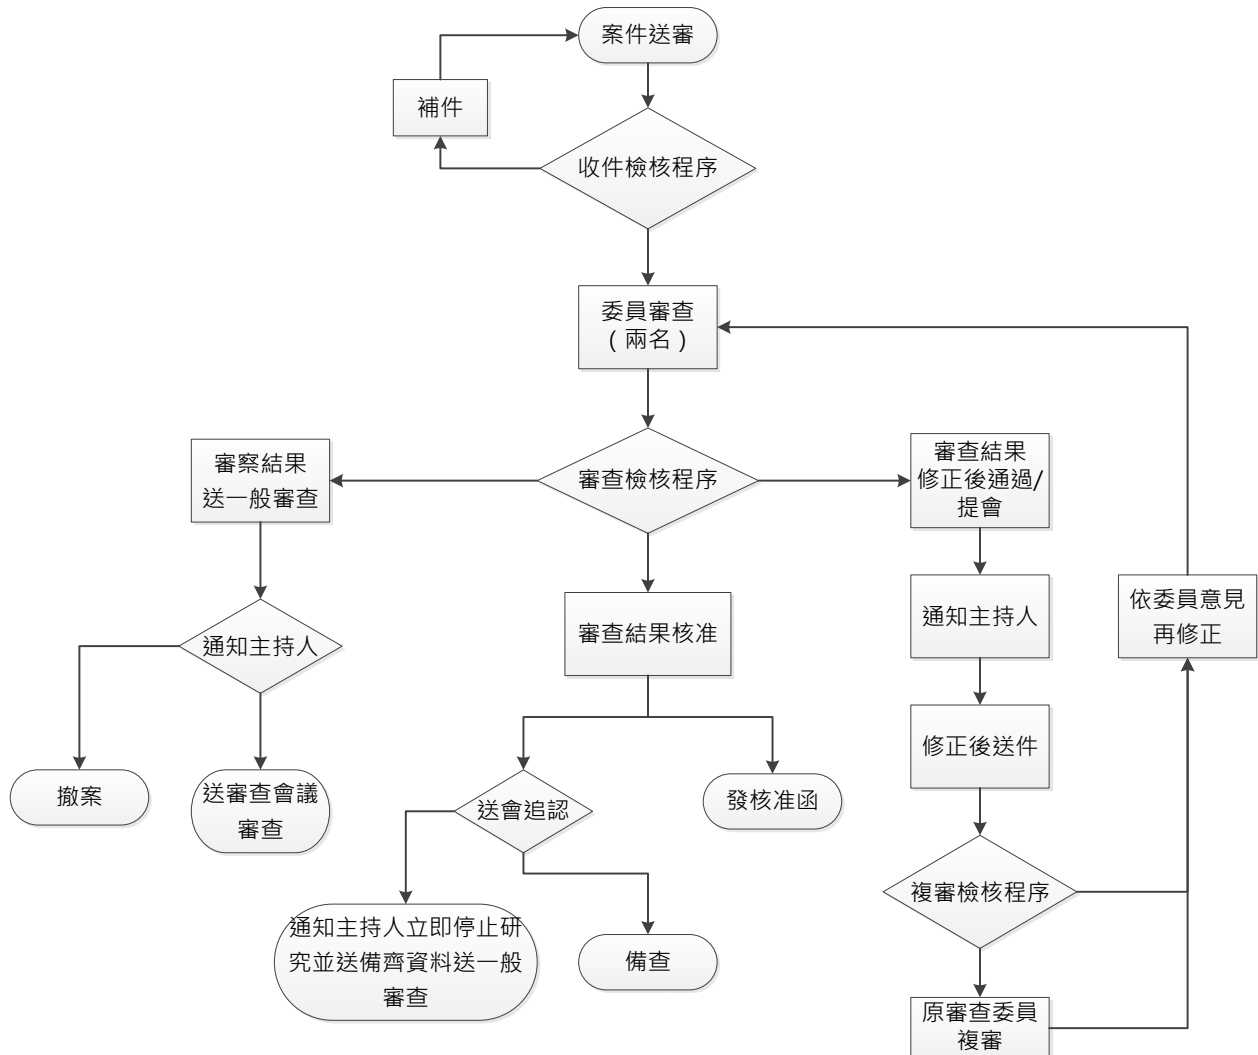 案件送審
補件
收件檢核程序
委員審查
（兩名）
審察結果
送一般審查
審查檢核程序
審查結果
修正後通過/
提會
通知主持人
審查結果核准
通知主持人
依委員意見
再修正
修正後送件
撤案
送審查會議
審查
送會追認
發核准函
複審檢核程序
通知主持人立即停止研
究並送備齊資料送一般
審查
備查
原審查委員
複審